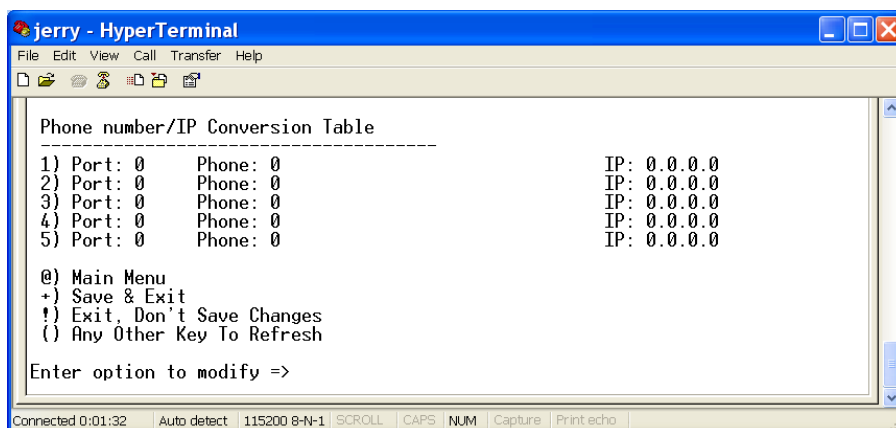 jerry - HyperTerminal
File Edit View Call Transfer Help
Phone number/IP Conversion Table
--------------------------------------
1) Port: 0 Phone: 0 IP: 0.0.0.0
2) Port: 0 Phone: 0 IP: 0.0.0.0
3) Port: 0 Phone: 0 IP: 0.0.0.0
4) Port: 0 Phone: 0 IP: 0.0.0.0
5) Port: 0 Phone: 0 IP: 0.0.0.0
@) Main Menu
+) Save & Exit
!) Exit, Don't Save Changes
() Any Other Key To Refresh
Enter option to modify =>
Connected 0:01:32 Auto detect 115200 8-N-1 SCROLL CAPS NUM Capture Print echo